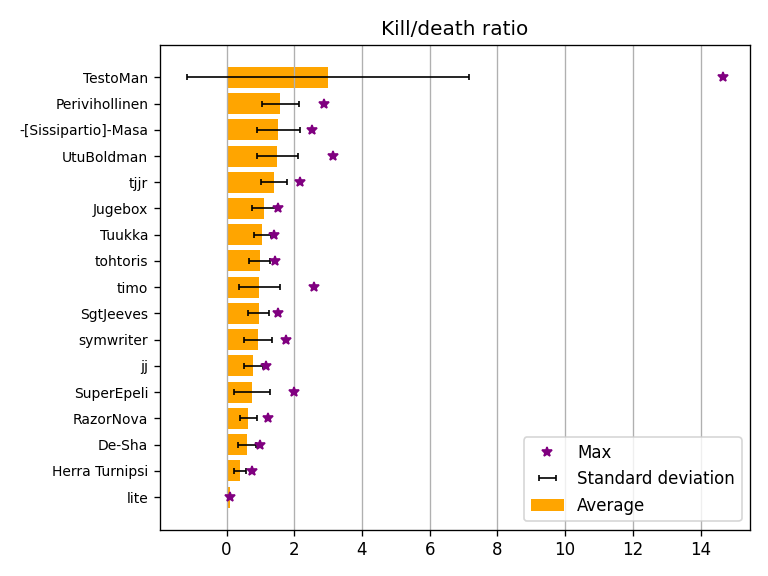 Kill/death ratio
TestoMan
Perivihollinen
-[Sissipartio]-Masa
UtuBoldman
tjjr
Jugebox
Tuukka
tohtoris
timo
SgtJeeves
symwriter
jj
SuperEpeli
RazorNova
De-Sha
Herra Turnipsi
lite
Max
Standard deviation
Average
0 2 4 6 8 10 12 14